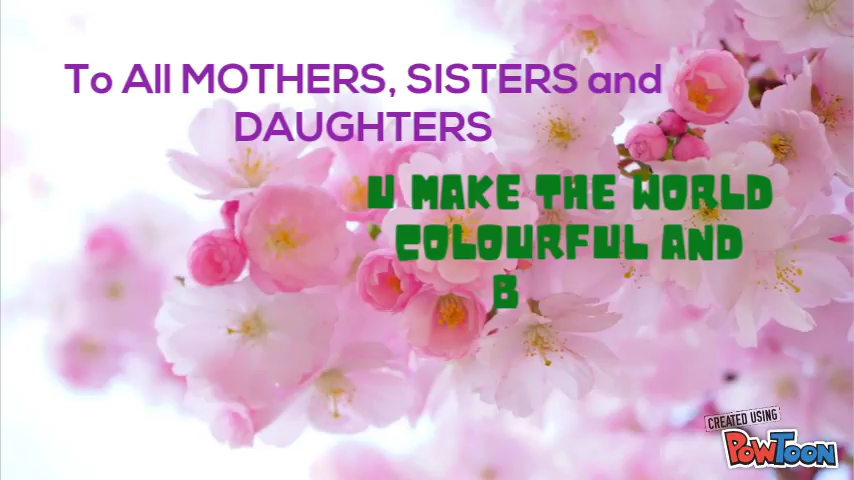 To All MOTHERS, SISTERS and
DAUGHTERS
U MAKE THE WORLD
COLOURFUL AND
B
CREATED USING
POWTOON